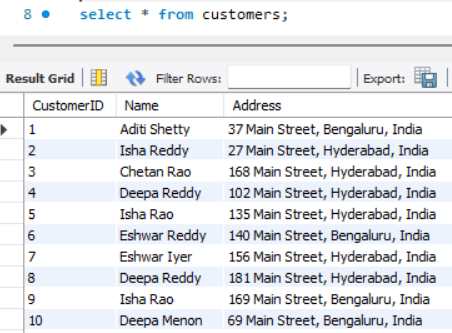 8 select * from customers;
Result Grid Filter Rows: Export:
CustomerID Name Address
1 Aditi Shetty 37 Main Street, Bengaluru, India
2 Isha Reddy 27 Main Street, Hyderabad, India
3 Chetan Rao 168 Main Street, Hyderabad, India
4 Deepa Reddy 102 Main Street, Hyderabad, India
5 Isha Rao 135 Main Street, Hyderabad, India
6 Eshwar Reddy 140 Main Street, Bengaluru, India
7 Eshwar Iyer 156 Main Street, Hyderabad, India
8 Deepa Reddy 181 Main Street, Hyderabad, India
9 Isha Rao 169 Main Street, Bengaluru, India
10 Deepa Menon 69 Main Street, Bengaluru, India